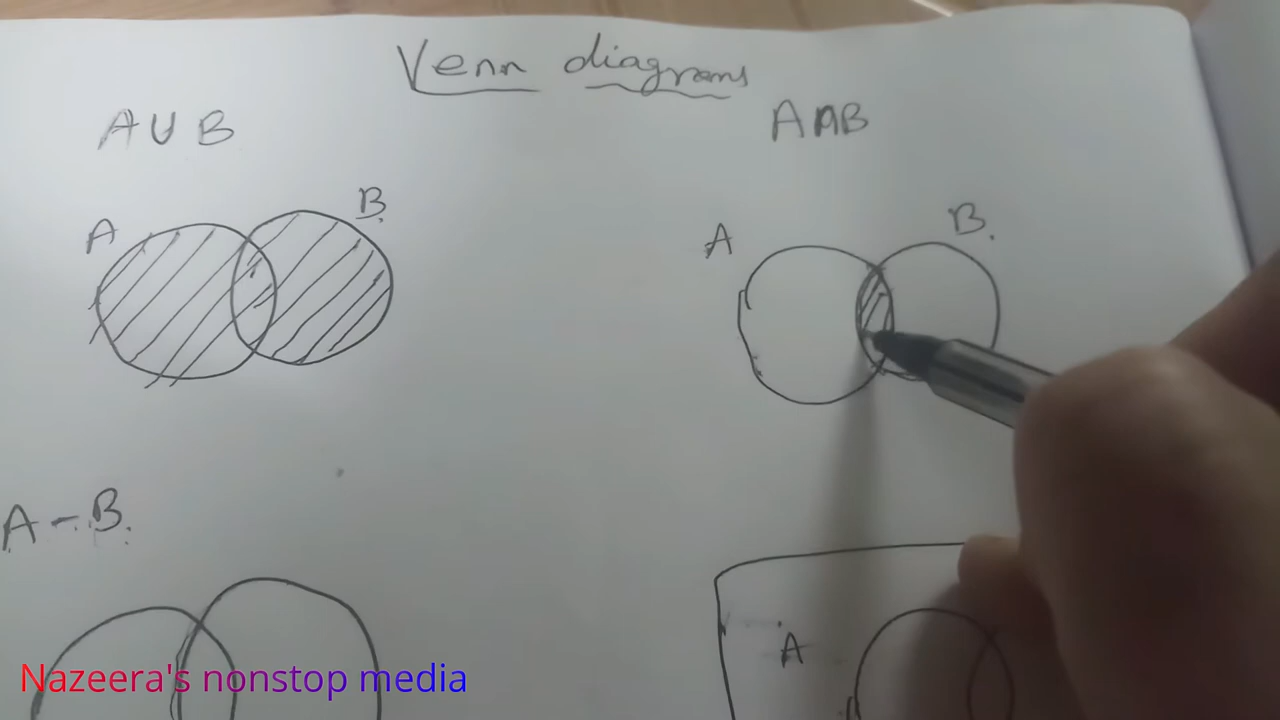 Venn diagrams
A ∪ B
A ∩ B
A
B.
A
B.
A - B.
A
Nazeera's nonstop media